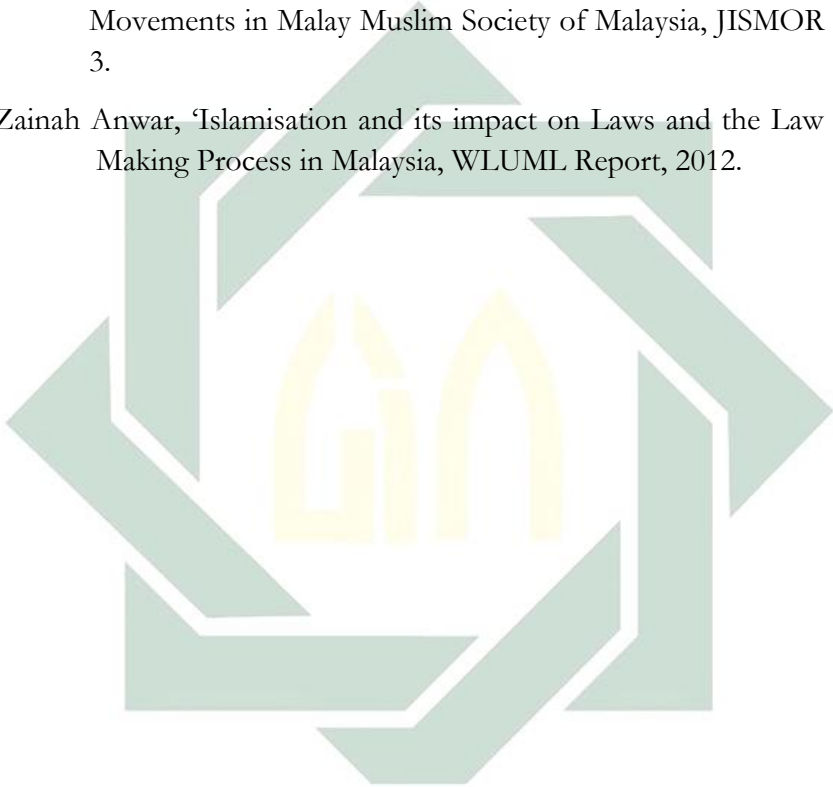 Movements in Malay Muslim Society of Malaysia, JISMOR
3.
Zainah Anwar, ‘Islamisation and its impact on Laws and the Law
Making Process in Malaysia, WLUML Report, 2012.